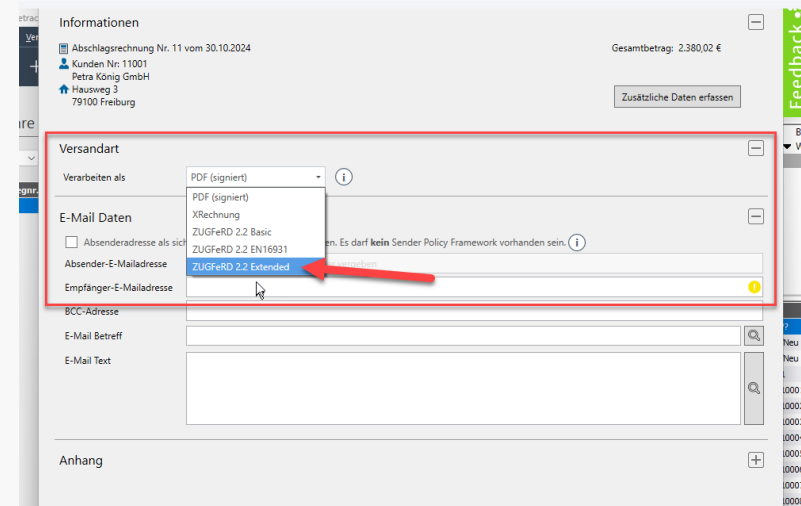 Informationen
Abschlagsrechnung Nr. 11 vom 30.10.2024
Gesamtbetrag: 2.380,02 €
Kunden Nr: 11001
Petra König GmbH
Hausweg 3
79100 Freiburg
Zusätzliche Daten erfassen
Feedback
Versandart
Verarbeiten als
PDF (signiert)
PDF (signiert)
XRechnung
ZUGFeRD 2.2 Basic
ZUGFeRD 2.2 EN16931
ZUGFeRD 2.2 Extended
E-Mail Daten
Absenderadresse als sich en. Es darf kein Sender Policy Framework vorhanden sein.
Absender-E-Mailadresse
vergeben
Empfänger-E-Mailadresse
BCC-Adresse
E-Mail Betreff
E-Mail Text
Anhang
Neu
Neu